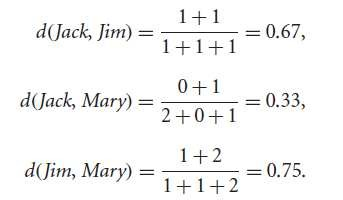 d(Jack, Jim) = 1+1 / 1+1+1 = 0.67,
d(Jack, Mary) = 0+1 / 2+0+1 = 0.33,
d(Jim, Mary) = 1+2 / 1+1+2 = 0.75.